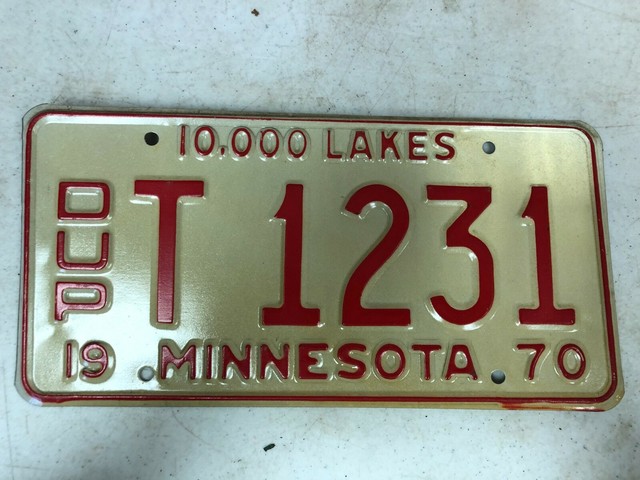 10,000 LAKES
DUP
T 1231
19 MINNESOTA 70